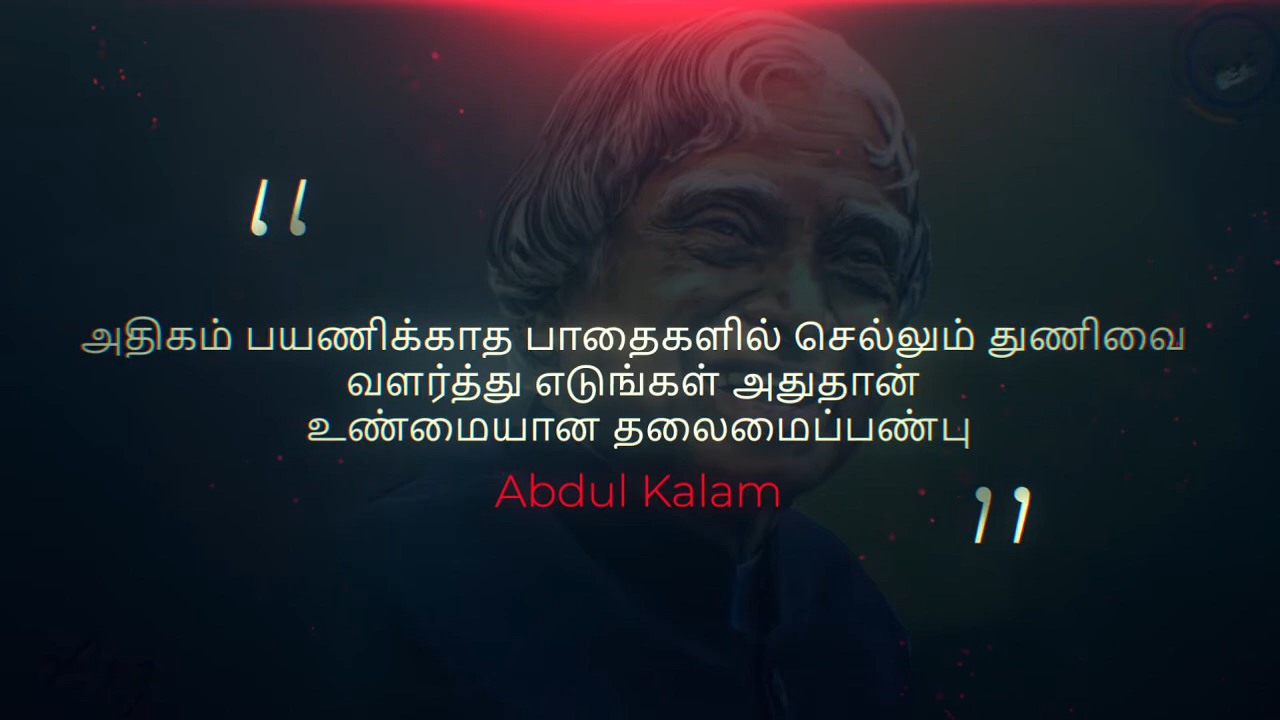 “
அதிகம் பயணிக்காத பாதைகளில் செல்லும் துணிவை
வளர்த்து எடுங்கள் அதுதான்
உண்மையான தலைமைப்பண்பு
Abdul Kalam
”